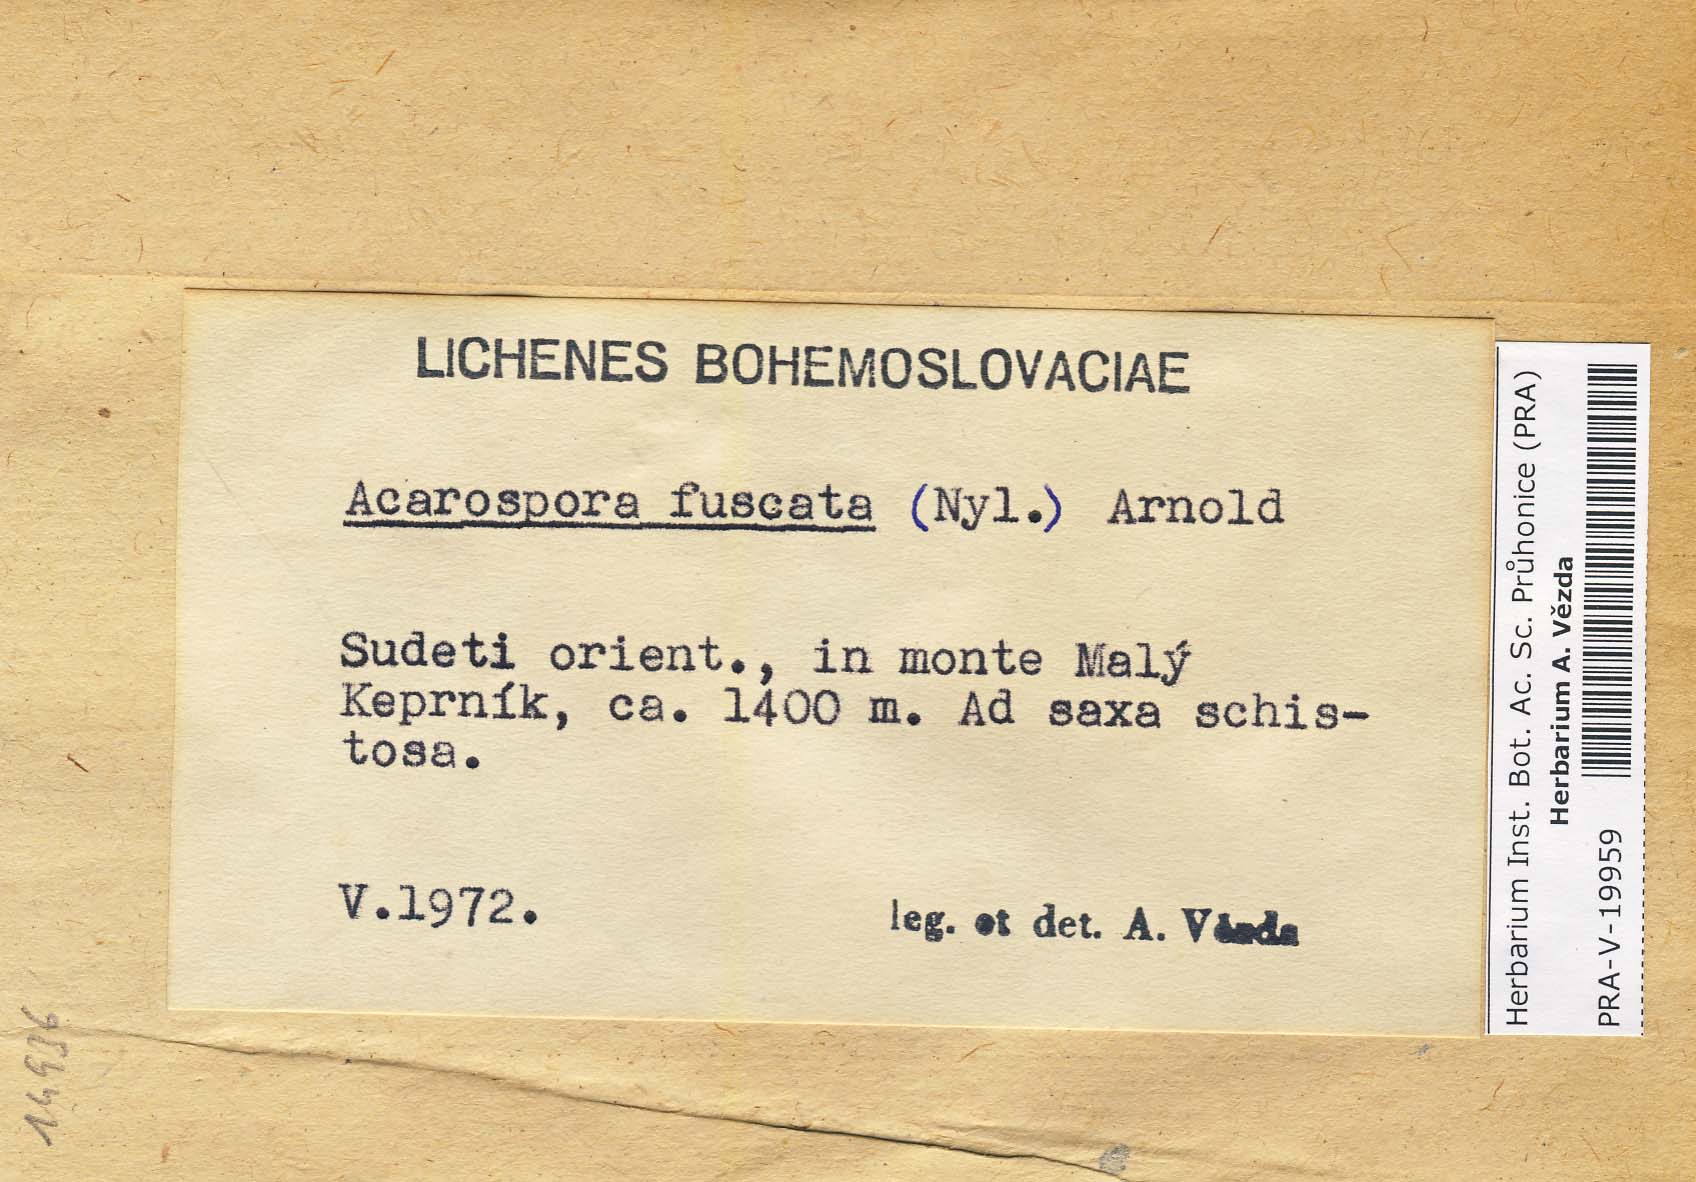 LICHENES BOHEMOSLOVACIAE
Acarospora fuscata (Nyl.) Arnold
Sudeti orient., in monte Malý
Keprník, ca. 1400 m. Ad saxa schis-
tosa.
V.1972.
leg. et det. A. Vězda
Herbarium Inst. Bot. Ac. Sc. Průhonice (PRA)
Herbarium A. Vězda
PRA-V-19959
14936